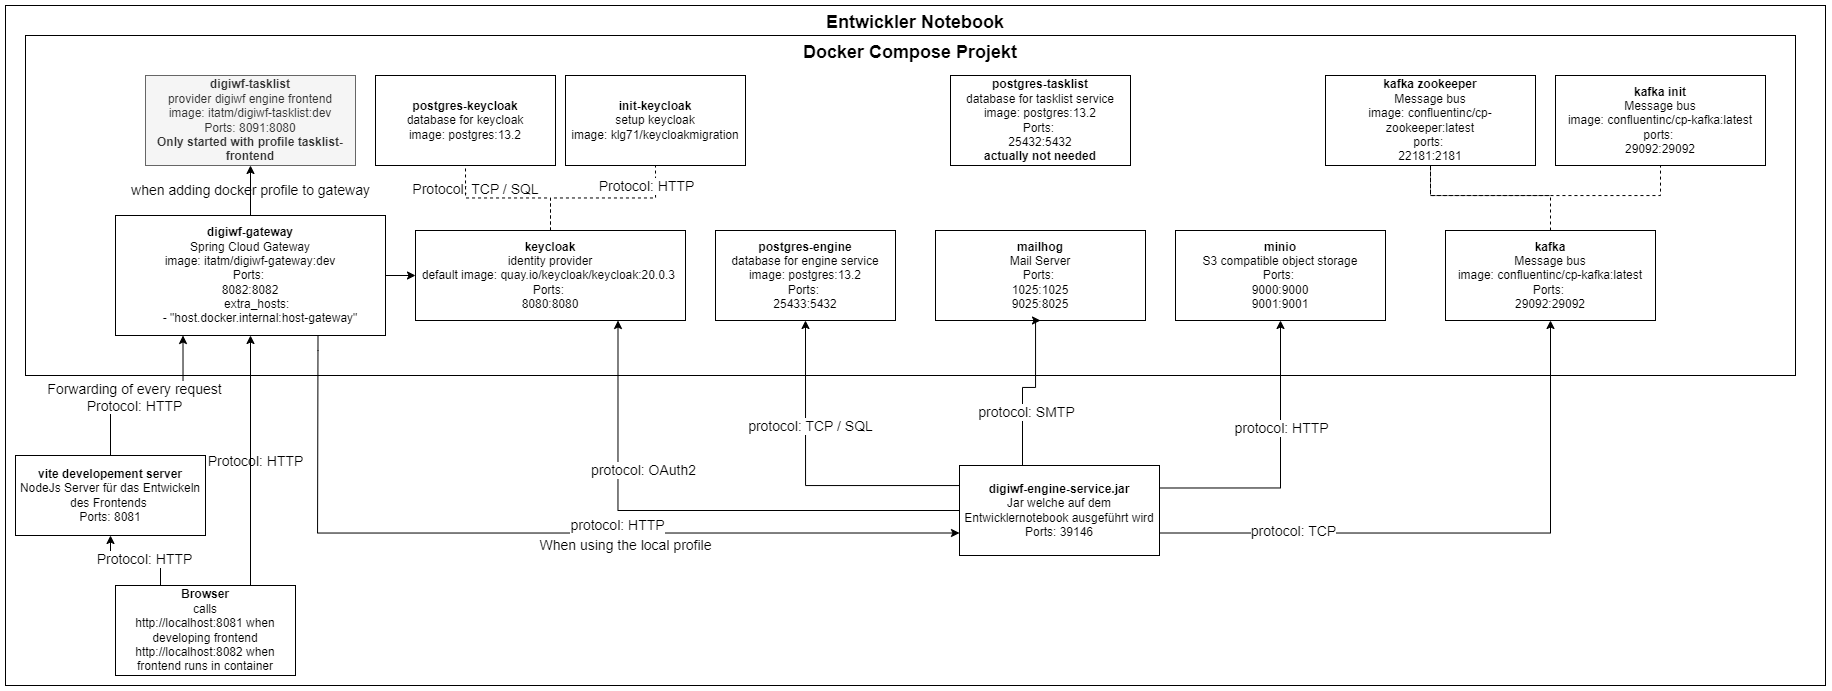 Entwickler Notebook
Docker Compose Projekt
digiwf-tasklist
provider digiwf engine frontend
image: itatm/digiwf-tasklist:dev
Ports: 8091:8080
Only started with profile tasklist-
frontend
postgres-keycloak
database for keycloak
image: postgres:13.2
init-keycloak
setup keycloak
image: klg71/keycloakmigration
postgres-tasklist
database for tasklist service
image: postgres:13.2
Ports:
25432:5432
actually not needed
kafka zookeeper
Message bus
image: confluentinc/cp-
zookeeper:latest
ports:
22181:2181
kafka init
Message bus
image: confluentinc/cp-kafka:latest
ports:
29092:29092
when adding docker profile to gateway
Protocol: TCP / SQL
Protocol: HTTP
digiwf-gateway
Spring Cloud Gateway
image: itatm/digiwf-gateway:dev
Ports:
8082:8082
extra_hosts:
- "host.docker.internal:host-gateway"
keycloak
identity provider
default image: quay.io/keycloak/keycloak:20.0.3
Ports:
8080:8080
postgres-engine
database for engine service
image: postgres:13.2
Ports:
25433:5432
mailhog
Mail Server
Ports:
1025:1025
9025:8025
minio
S3 compatible object storage
Ports:
9000:9000
9001:9001
kafka
Message bus
image: confluentinc/cp-kafka:latest
Ports:
29092:29092
Forwarding of every request
Protocol: HTTP
protocol: SMTP
protocol: TCP / SQL
protocol: HTTP
Protocol: HTTP
protocol: OAuth2
vite developement server
NodeJs Server für das Entwickeln
des Frontends
Ports: 8081
digiwf-engine-service.jar
Jar welche auf dem
Entwicklernotebook ausgeführt wird
Ports: 39146
protocol: HTTP
When using the local profile
protocol: TCP
Protocol: HTTP
Browser
calls
http://localhost:8081 when
developing frontend
http://localhost:8082 when
frontend runs in container